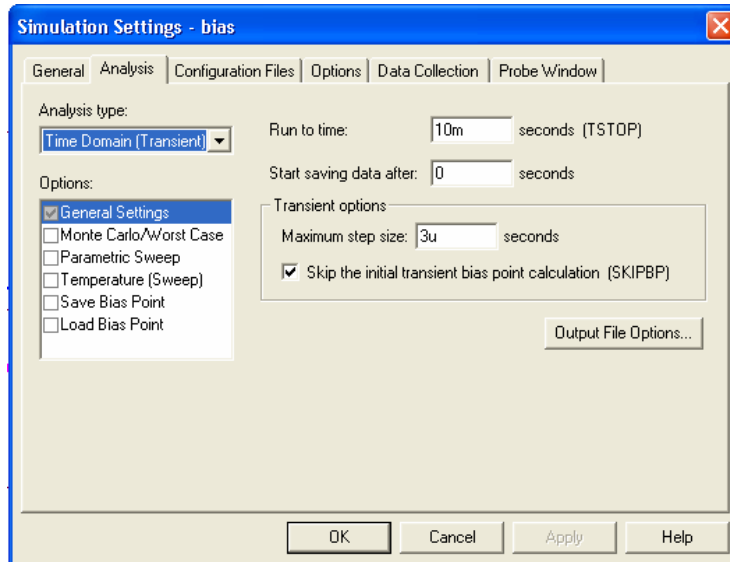 Simulation Settings - bias
General Analysis Configuration Files Options Data Collection Probe Window
Analysis type:
Time Domain (Transient)
Options:
General Settings
Monte Carlo/Worst Case
Parametric Sweep
Temperature (Sweep)
Save Bias Point
Load Bias Point
Run to time: 10m seconds (TSTOP)
Start saving data after: 0 seconds
Transient options
Maximum step size: 3u seconds
Skip the initial transient bias point calculation (SKIPBP)
Output File Options...
OK Cancel Apply Help